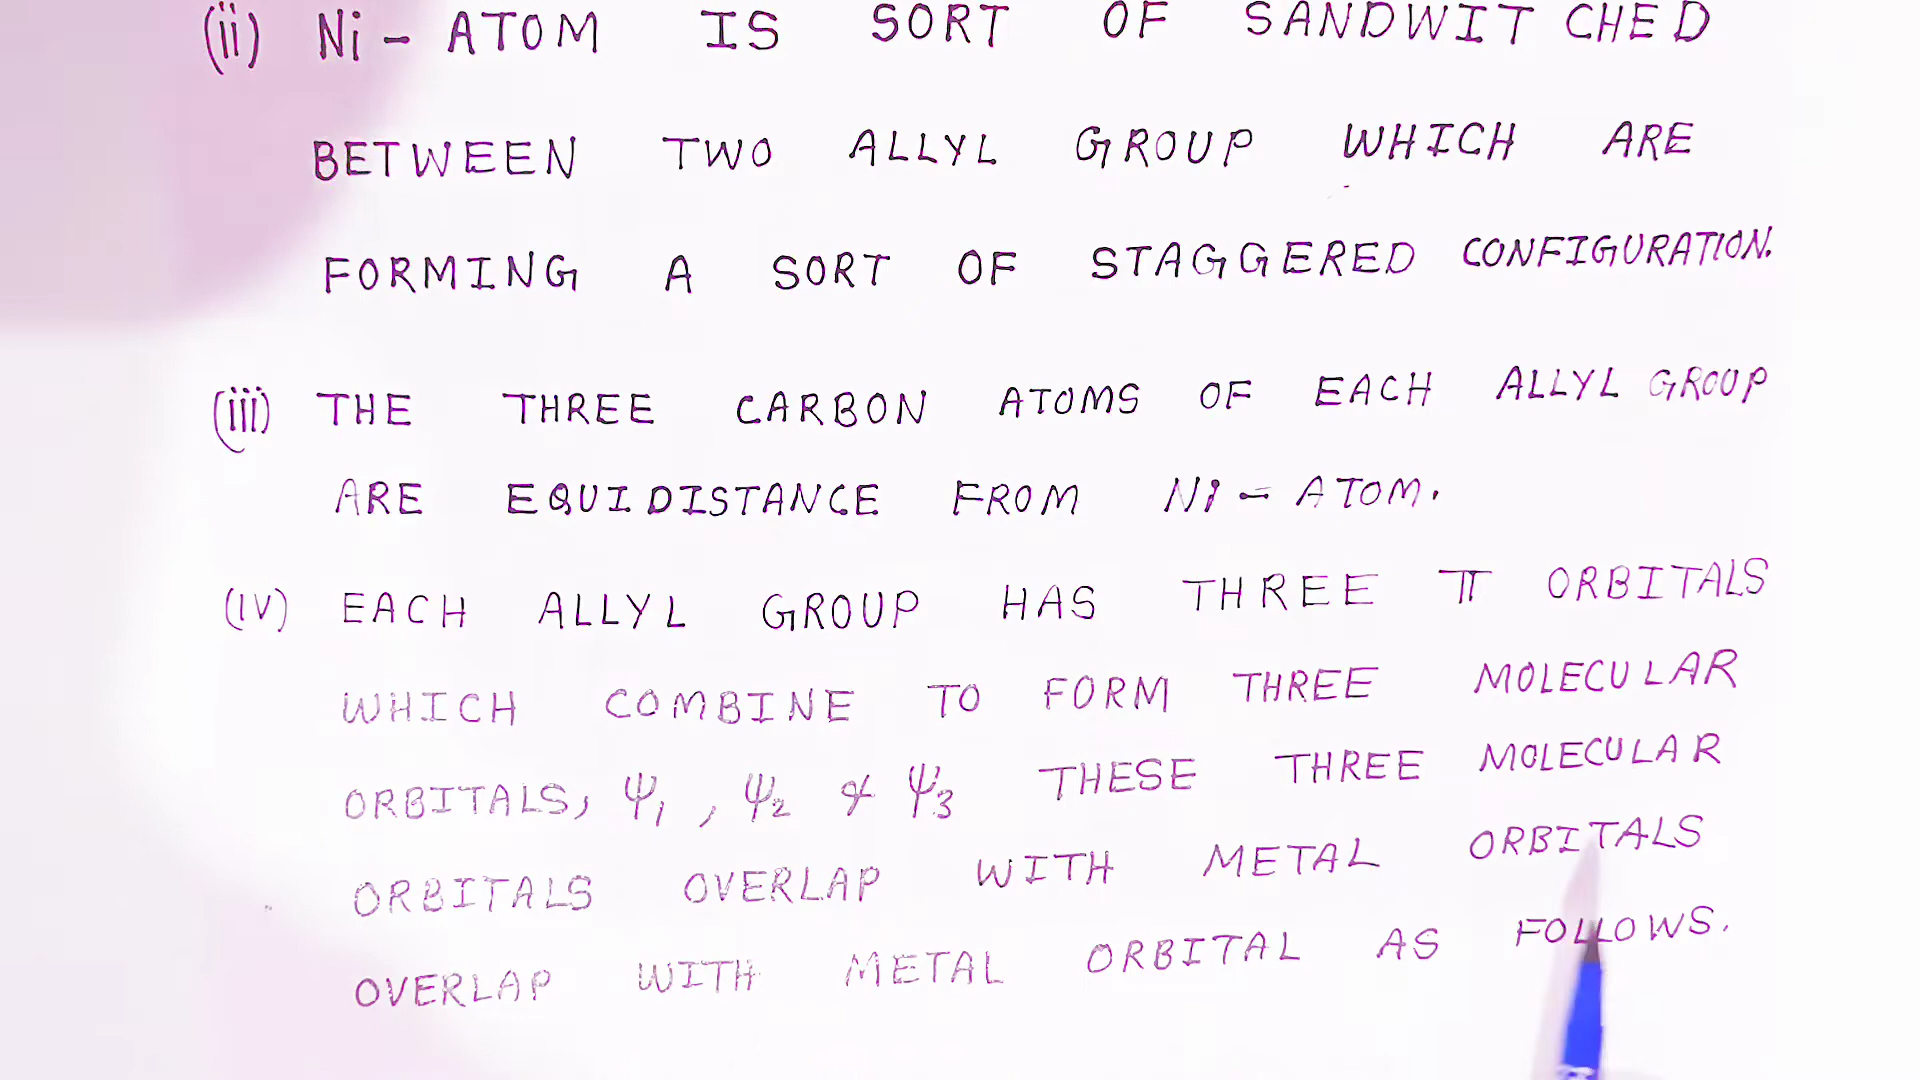 (ii) Ni - ATOM IS SORT OF SANDWITCHED
BETWEEN TWO ALLYL GROUP WHICH ARE
FORMING A SORT OF STAGGERED CONFIGURATION.
(iii) THE THREE CARBON ATOMS OF EACH ALLYL GROUP
ARE EQUIDISTANCE FROM Ni - ATOM.
(iv) EACH ALLYL GROUP HAS THREE π ORBITALS
WHICH COMBINE TO FORM THREE MOLECULAR
ORBITALS, Ψ1 , Ψ2 & Ψ3 THESE THREE MOLECULAR
ORBITALS OVERLAP WITH METAL ORBITALS
OVERLAP WITH METAL ORBITAL AS FOLLOWS.